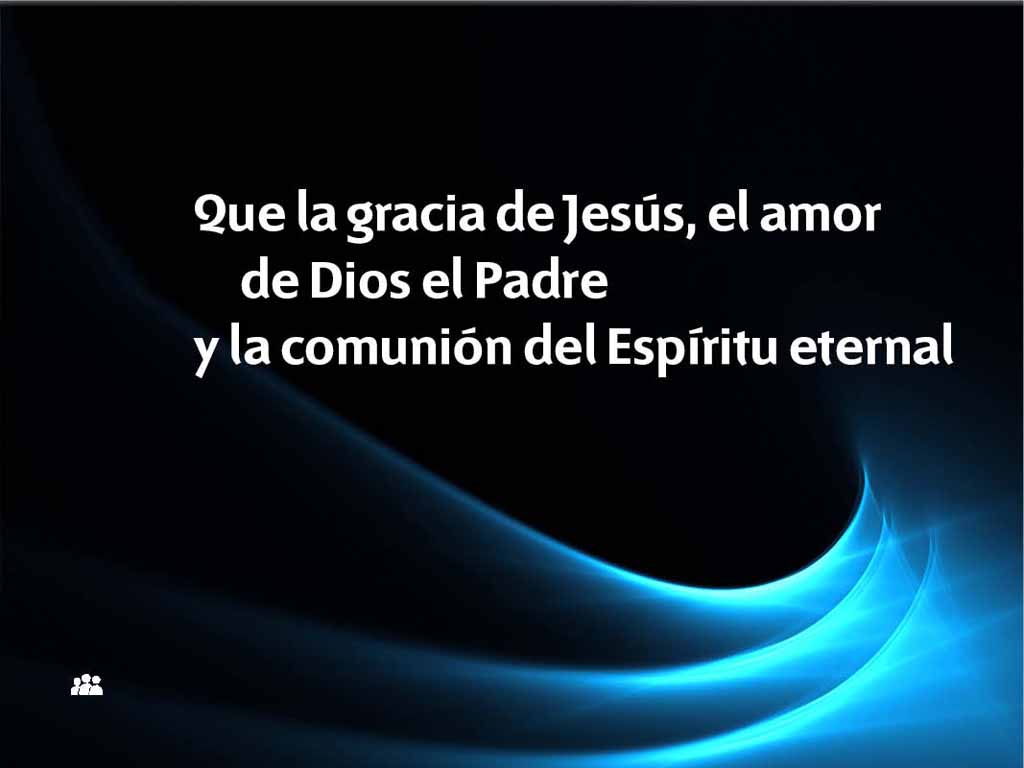 Que la gracia de Jesús, el amor
de Dios el Padre
y la comunión del Espíritu eternal